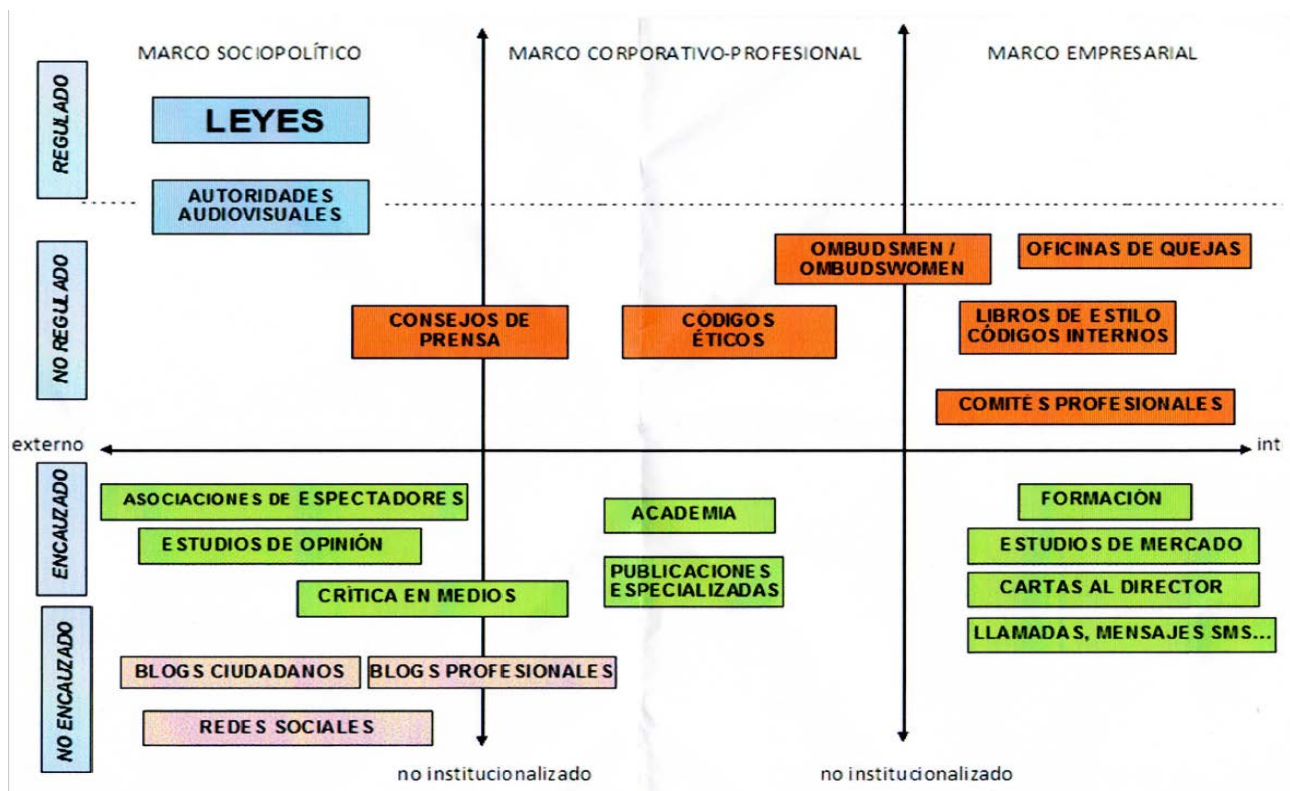 MARCO SOCIOPOLÍTICO
MARCO CORPORATIVO-PROFESIONAL
MARCO EMPRESARIAL
REGULADO
LEYES
AUTORIDADES
AUDIOVISUALES
NO REGULADO
OMBUDSMEN /
OMBUDSWOMEN
OFICINAS DE QUEJAS
CONSEJOS DE
PRENSA
CÓDIGOS
ÉTICOS
LIBROS DE ESTILO
CÓDIGOS INTERNOS
COMITÉS PROFESIONALES
externo
int
ENCAUZADO
ASOCIACIONES DE ESPECTADORES
ACADEMIA
FORMACIÓN
ESTUDIOS DE OPINIÓN
ESTUDIOS DE MERCADO
PUBLICACIONES
ESPECIALIZADAS
CRÍTICA EN MEDIOS
CARTAS AL DIRECTOR
NO ENCAUZADO
LLAMADAS, MENSAJES SMS...
BLOGS CIUDADANOS
BLOGS PROFESIONALES
REDES SOCIALES
no institucionalizado
no institucionalizado